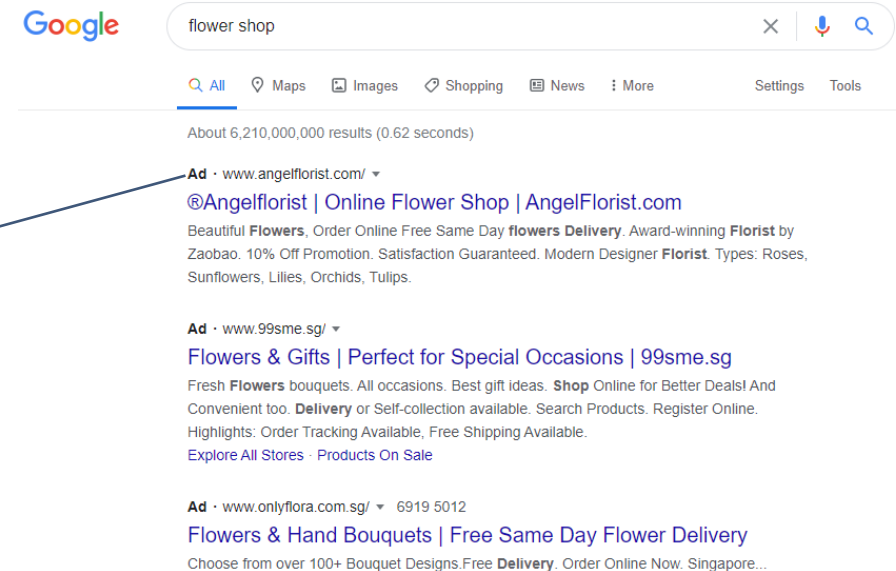 Google
flower shop
All Maps Images Shopping News More Settings Tools
About 6,210,000,000 results (0.62 seconds)
Ad · www.angelflorist.com/
®Angelflorist | Online Flower Shop | AngelFlorist.com
Beautiful Flowers, Order Online Free Same Day flowers Delivery. Award-winning Florist by
Zaobao. 10% Off Promotion. Satisfaction Guaranteed. Modern Designer Florist. Types: Roses,
Sunflowers, Lilies, Orchids, Tulips.
Ad · www.99sme.sg/
Flowers & Gifts | Perfect for Special Occasions | 99sme.sg
Fresh Flowers bouquets. All occasions. Best gift ideas. Shop Online for Better Deals! And
Convenient too. Delivery or Self-collection available. Search Products. Register Online.
Highlights: Order Tracking Available, Free Shipping Available.
Explore All Stores · Products On Sale
Ad · www.onlyflora.com.sg/ 6919 5012
Flowers & Hand Bouquets | Free Same Day Flower Delivery
Choose from over 100+ Bouquet Designs.Free Delivery. Order Online Now. Singapore...